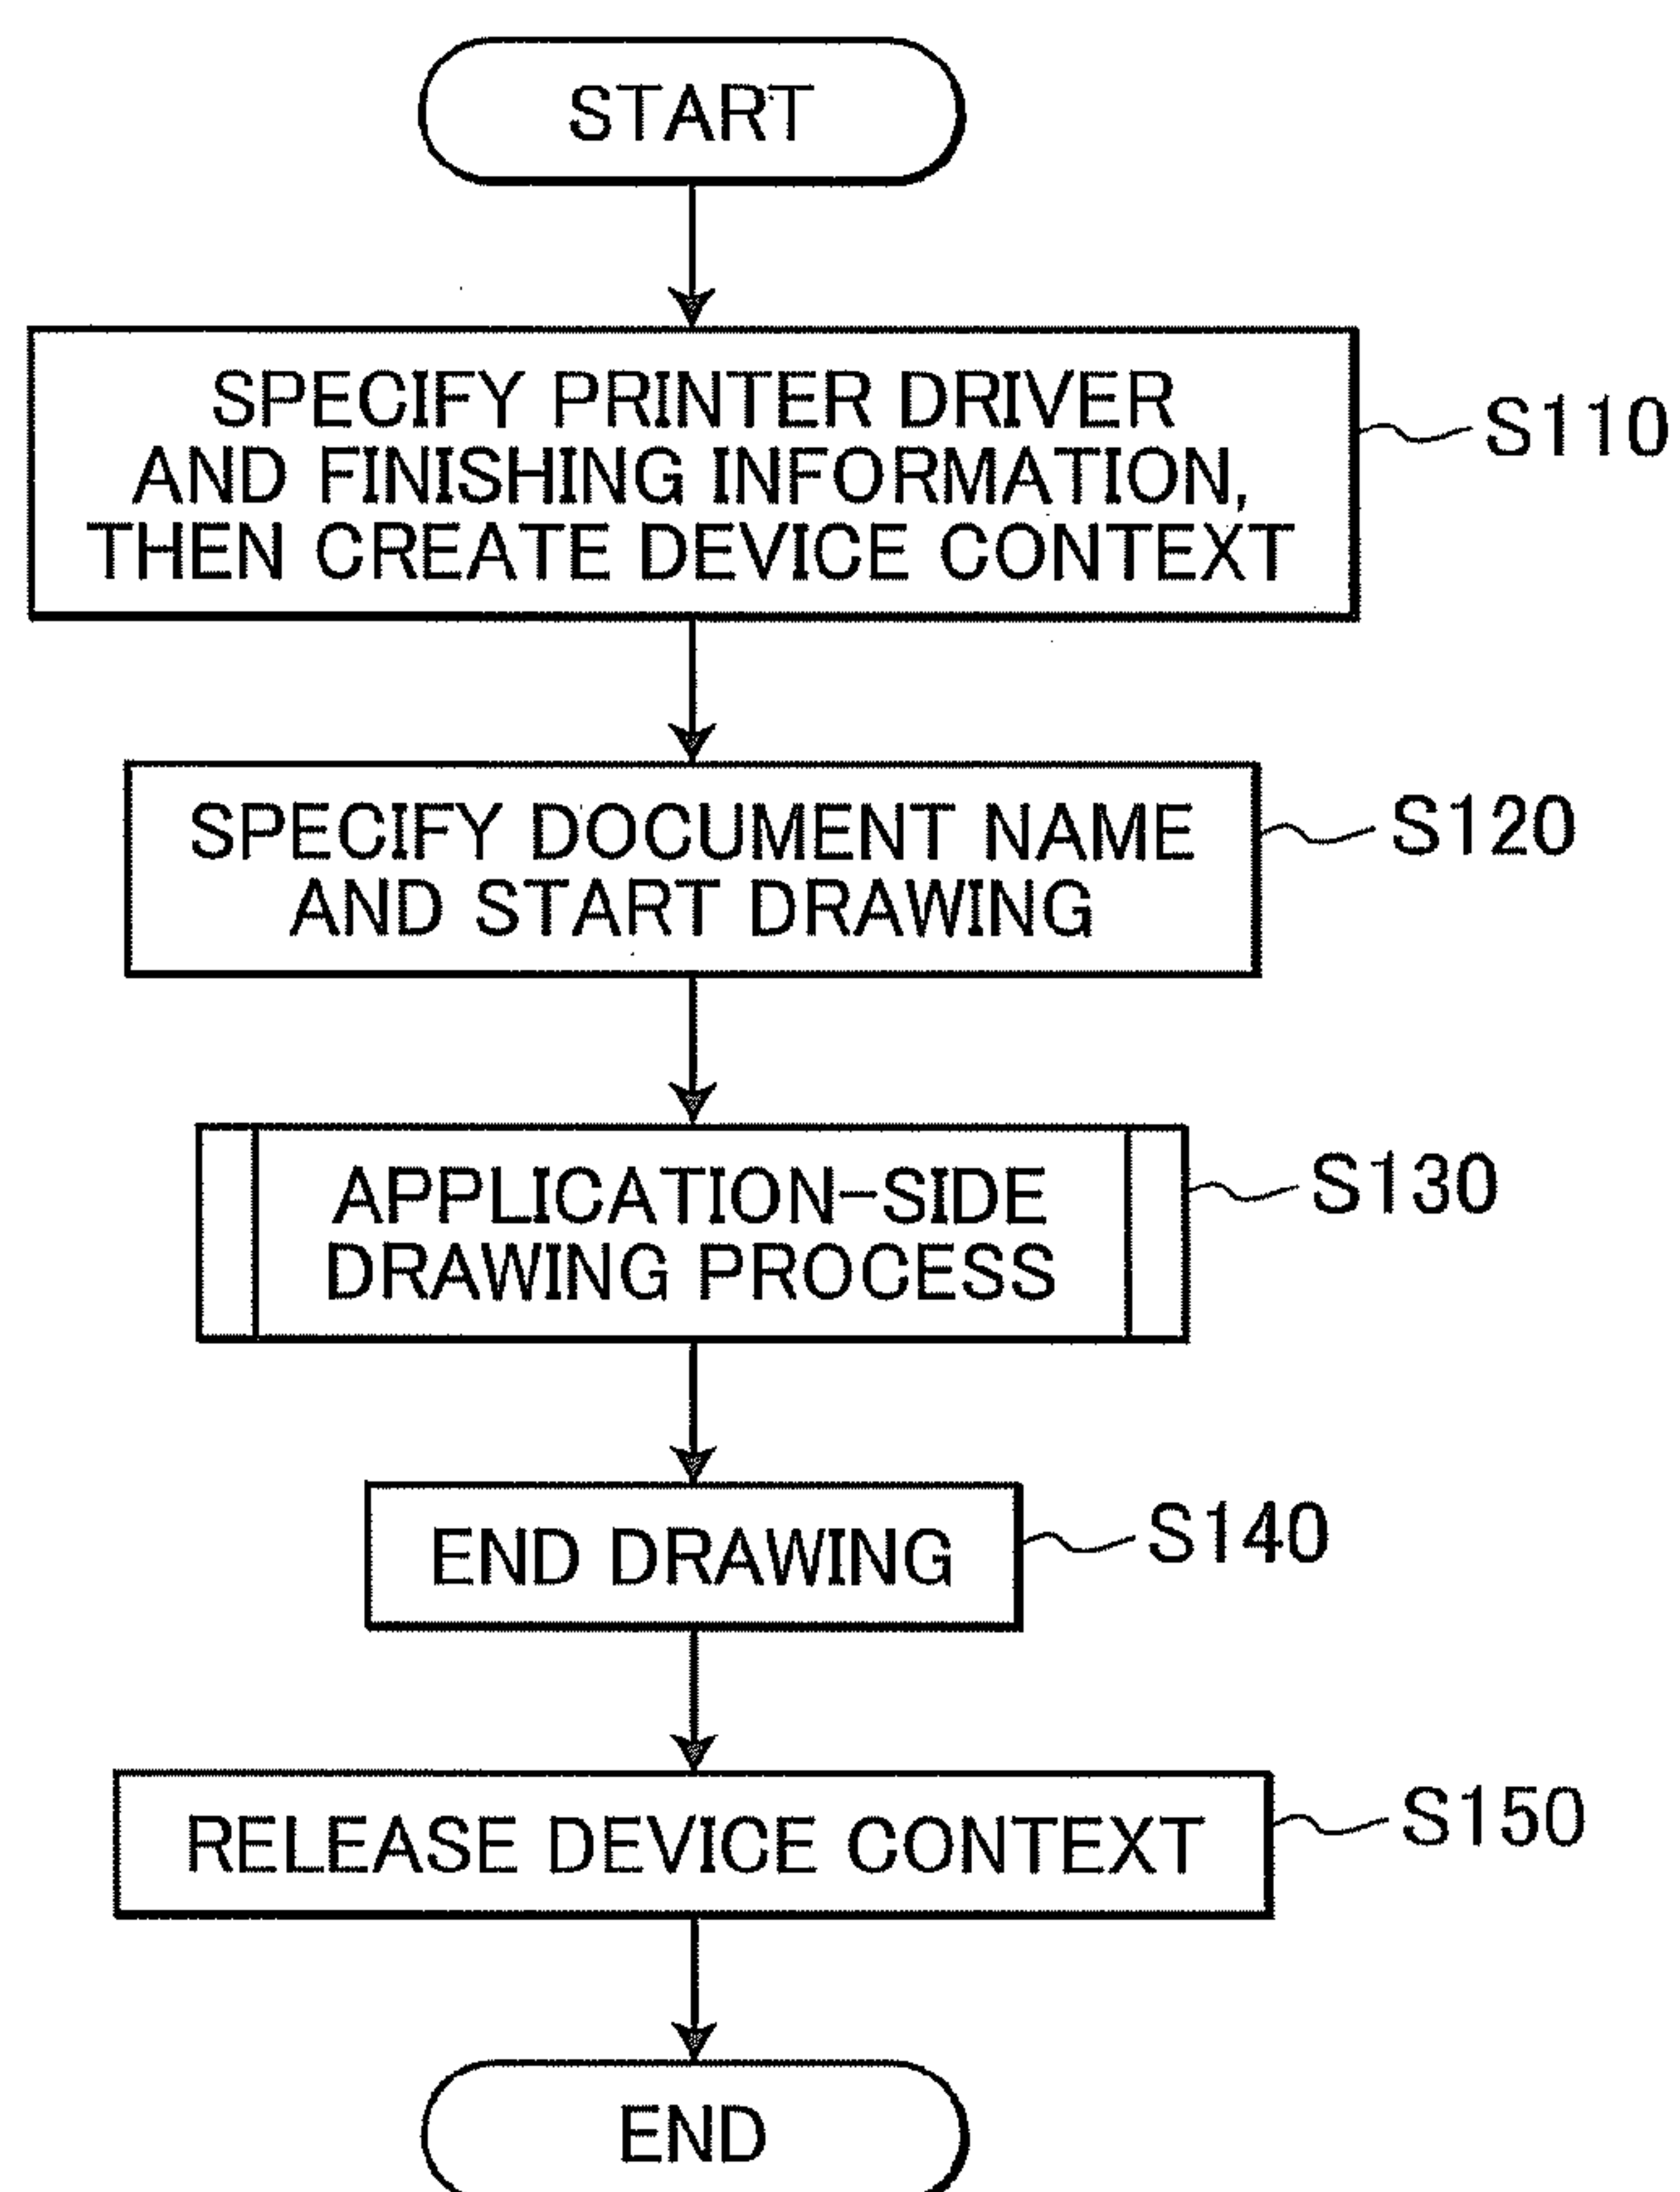 START
SPECIFY PRINTER DRIVER
AND FINISHING INFORMATION,
THEN CREATE DEVICE CONTEXT
S110
SPECIFY DOCUMENT NAME
AND START DRAWING
S120
APPLICATION-SIDE
DRAWING PROCESS
S130
END DRAWING
S140
RELEASE DEVICE CONTEXT
S150
END